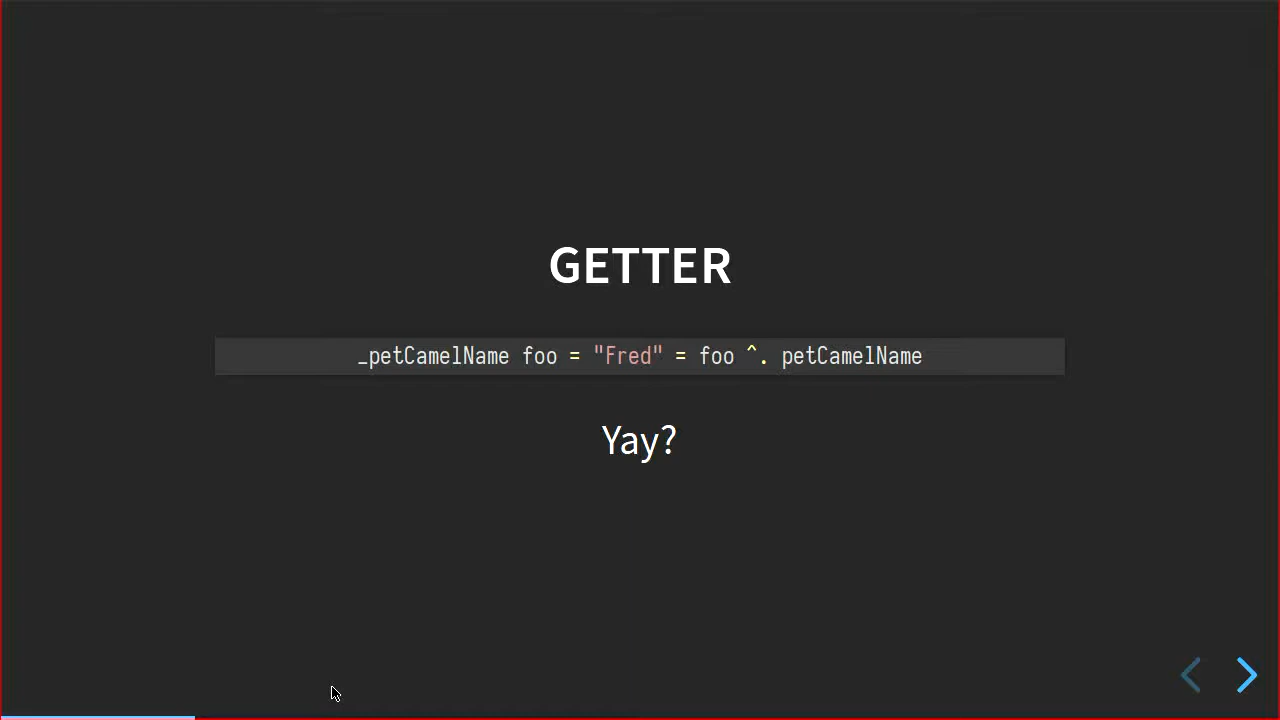 GETTER
_petCamelName foo = "Fred" = foo ^. petCamelName
Yay?